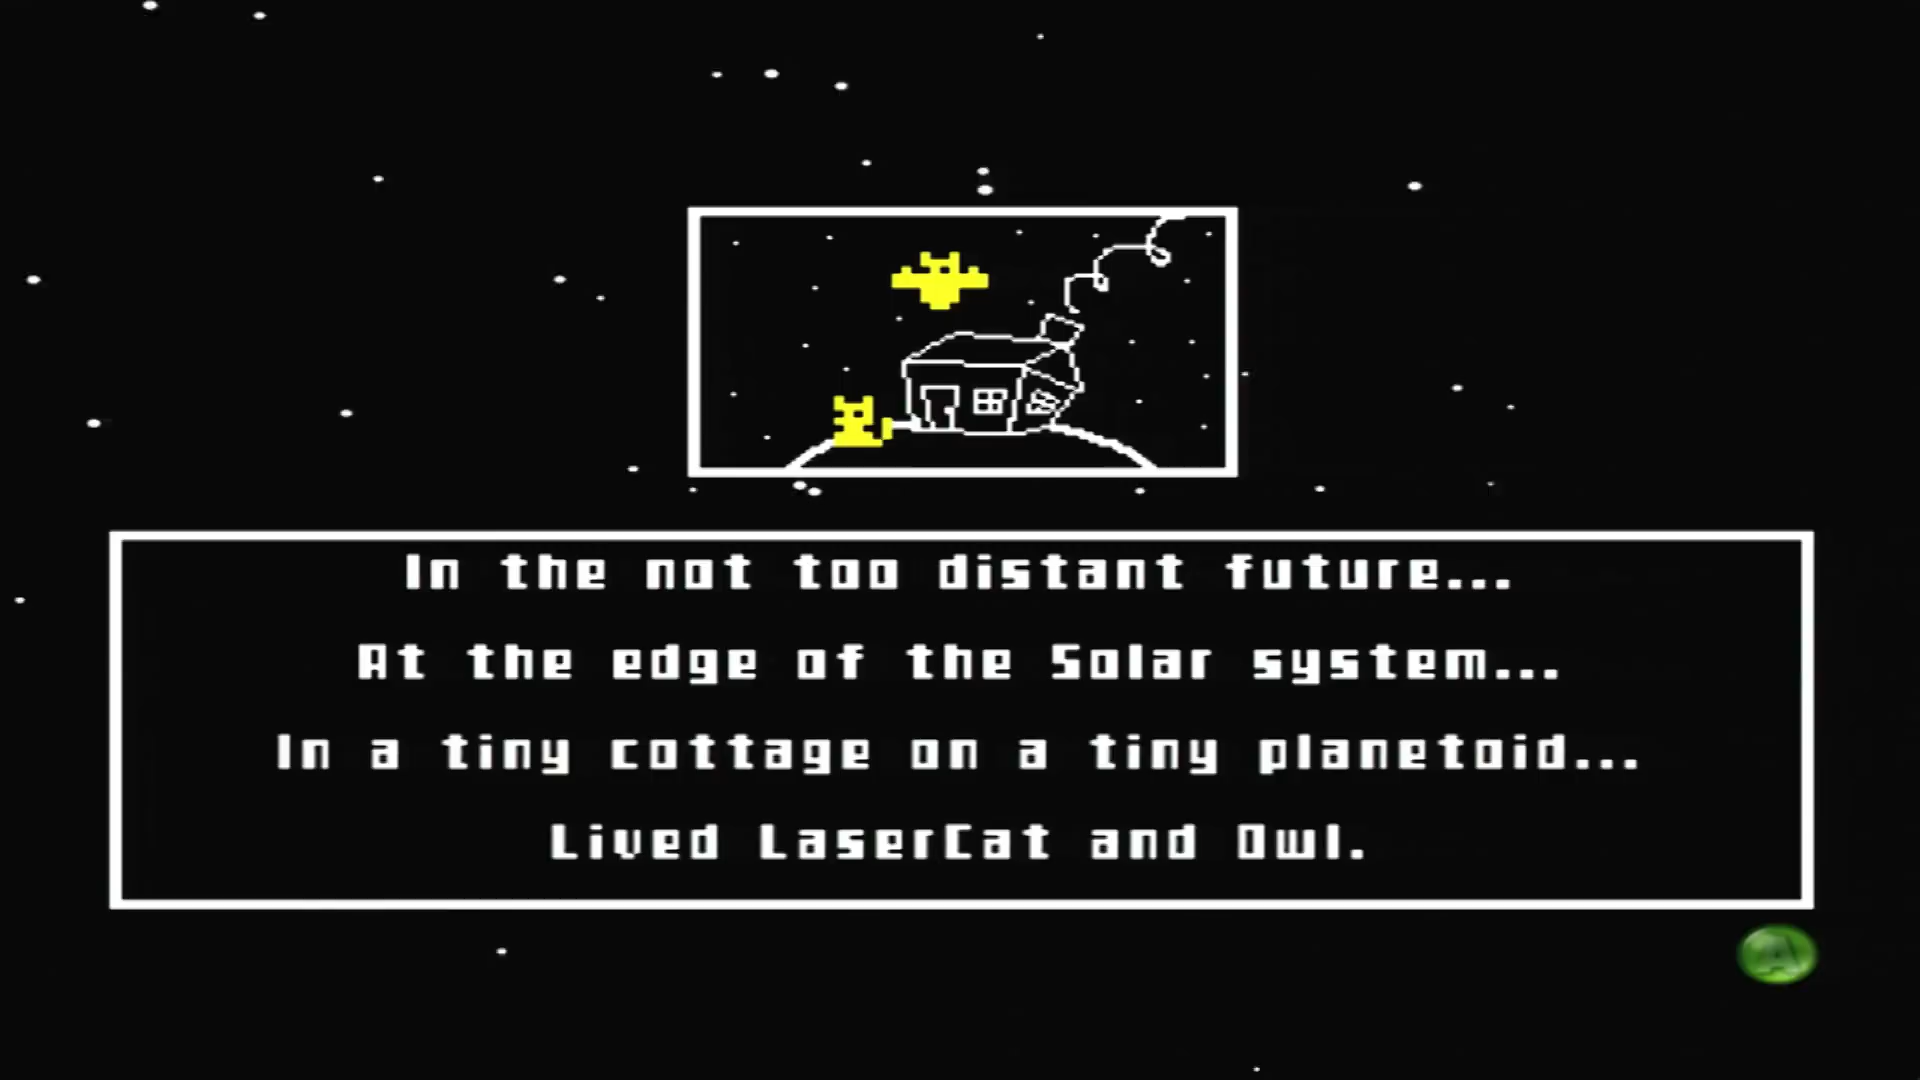 In the not too distant future...
At the edge of the Solar system...
In a tiny cottage on a tiny planetoid...
Lived LaserCat and Owl.
A